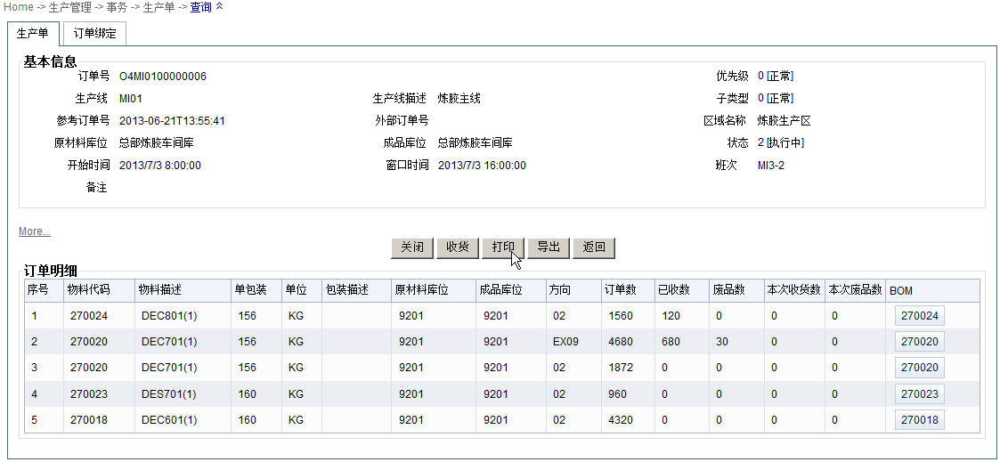 Home -> 生产管理 -> 事务 -> 生产单 -> 查询
生产单 订单绑定
基本信息
订单号 O4MI0100000006 优先级 0 [正常]
生产线 MI01 生产线描述 炼胶主线 子类型 0 [正常]
参考订单号 2013-06-21T13:55:41 外部订单号 区域名称 炼胶生产区
原材料库位 总部炼胶车间库 成品库位 总部炼胶车间库 状态 2 [执行中]
开始时间 2013/7/3 8:00:00 窗口时间 2013/7/3 16:00:00 班次 MI3-2
备注
More...
关闭 收货 打印 导出 返回
订单明细
序号 物料代码 物料描述 单包装 单位 包装描述 原材料库位 成品库位 方向 订单数 已收数 废品数 本次收货数 本次废品数 BOM
1 270024 DEC801(1) 156 KG 9201 9201 02 1560 120 0 0 0 270024
2 270020 DEC701(1) 156 KG 9201 9201 EX09 4680 680 30 0 0 270020
3 270020 DEC701(1) 156 KG 9201 9201 02 1872 0 0 0 0 270020
4 270023 DES701(1) 160 KG 9201 9201 02 960 0 0 0 0 270023
5 270018 DEC601(1) 160 KG 9201 9201 02 4320 0 0 0 0 270018